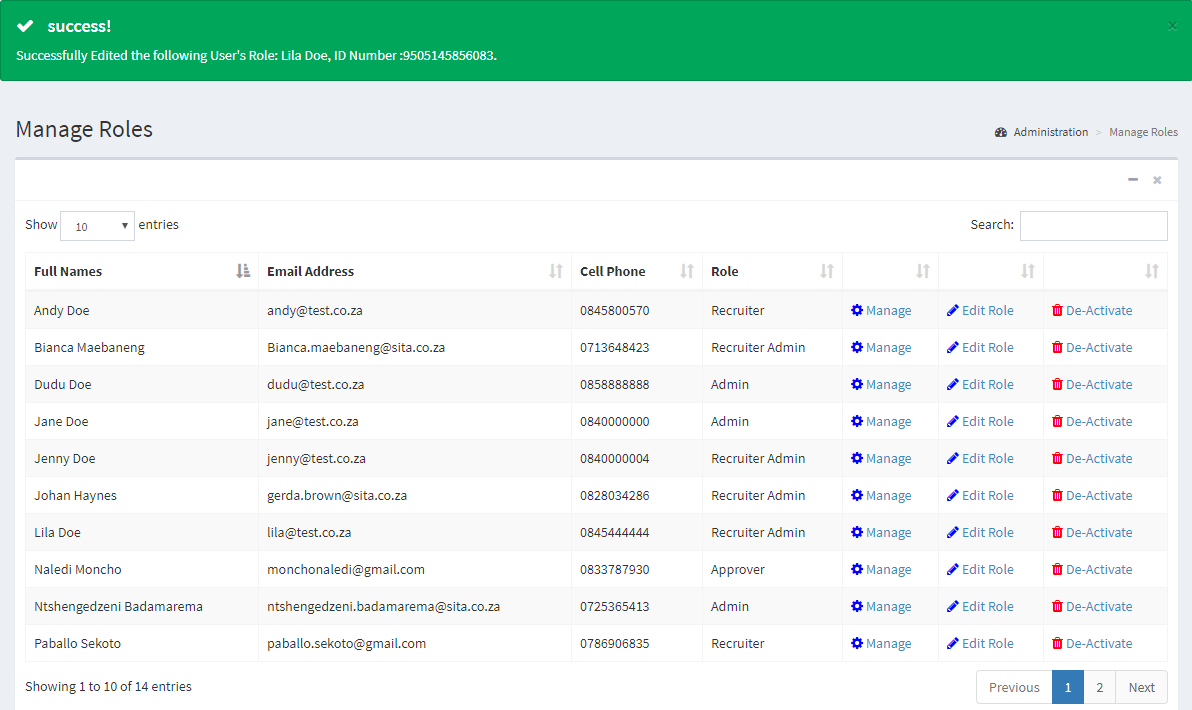 success!
×
Successfully Edited the following User's Role: Lila Doe, ID Number :9505145856083.
Manage Roles
Administration > Manage Roles
Show 10 entries Search:
Full Names Email Address Cell Phone Role
Andy Doe andy@test.co.za 0845800570 Recruiter Manage Edit Role De-Activate
Bianca Maebaneng Bianca.maebaneng@sita.co.za 0713648423 Recruiter Admin Manage Edit Role De-Activate
Dudu Doe dudu@test.co.za 0858888888 Admin Manage Edit Role De-Activate
Jane Doe jane@test.co.za 0840000000 Admin Manage Edit Role De-Activate
Jenny Doe jenny@test.co.za 0840000004 Recruiter Admin Manage Edit Role De-Activate
Johan Haynes gerda.brown@sita.co.za 0828034286 Recruiter Admin Manage Edit Role De-Activate
Lila Doe lila@test.co.za 0845444444 Recruiter Admin Manage Edit Role De-Activate
Naledi Moncho monchonaledi@gmail.com 0833787930 Approver Manage Edit Role De-Activate
Ntshengedzeni Badamarema ntshengedzeni.badamarema@sita.co.za 0725365413 Admin Manage Edit Role De-Activate
Paballo Sekoto paballo.sekoto@gmail.com 0786906835 Recruiter Manage Edit Role De-Activate
Showing 1 to 10 of 14 entries Previous 1 2 Next